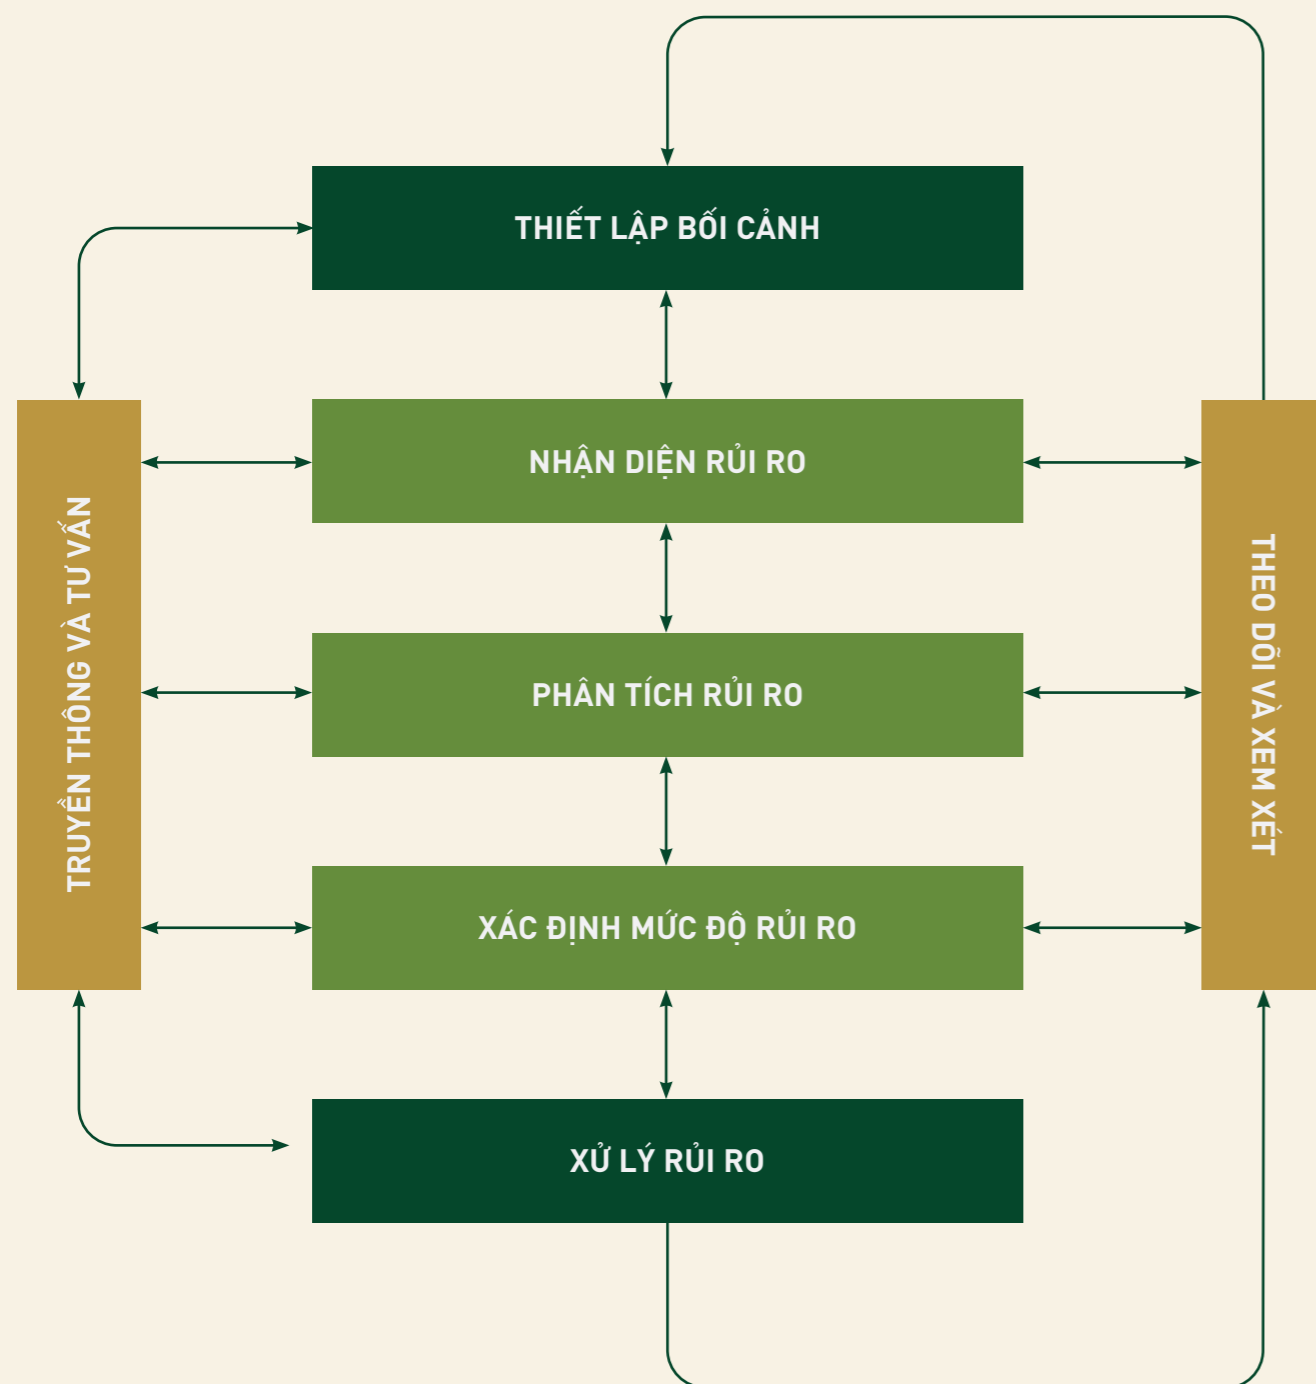 THIẾT LẬP BỐI CẢNH
TRUYỀN THÔNG VÀ TƯ VẤN
NHẬN DIỆN RỦI RO
THEO DÕI VÀ XEM XÉT
PHÂN TÍCH RỦI RO
XÁC ĐỊNH MỨC ĐỘ RỦI RO
XỬ LÝ RỦI RO